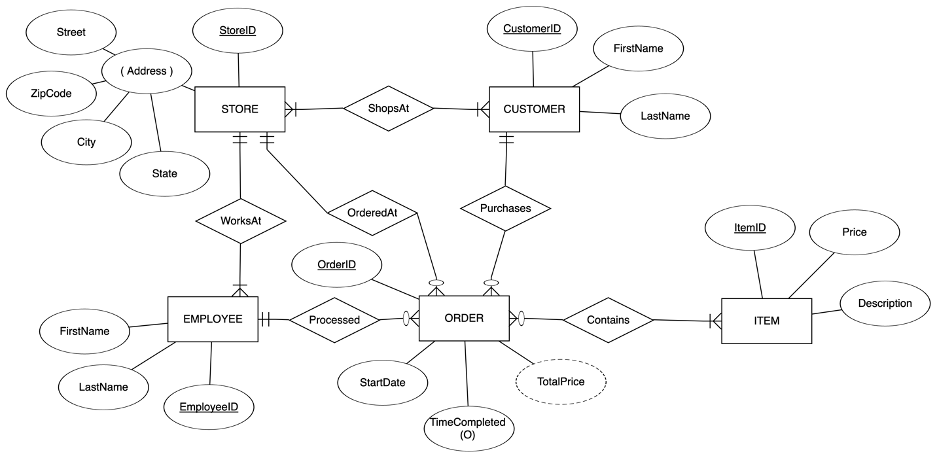 Street
StoreID
CustomerID
FirstName
( Address )
ZipCode
STORE
ShopsAt
CUSTOMER
LastName
City
State
WorksAt
OrderedAt
Purchases
ItemID
Price
OrderID
Description
FirstName
EMPLOYEE
Processed
ORDER
Contains
ITEM
LastName
StartDate
TotalPrice
EmployeeID
TimeCompleted
(O)